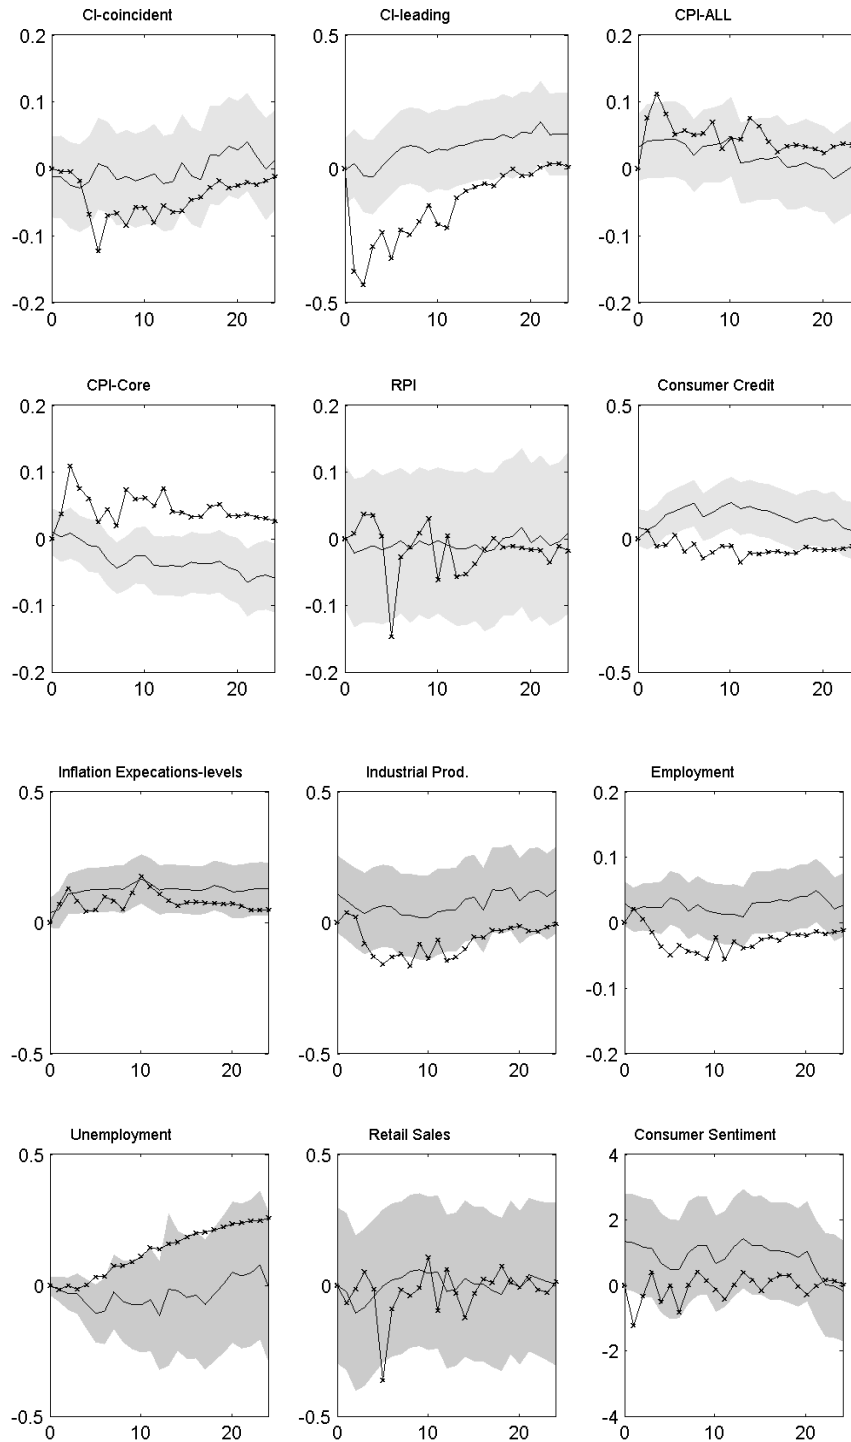 CI-coincident
CI-leading
CPI-ALL
0.2
0.1
0
-0.1
-0.2
0 10 20
0.5
0
-0.5
0 10 20
0.2
0.1
0
-0.1
-0.2
0 10 20
CPI-Core
RPI
Consumer Credit
0.2
0.1
0
-0.1
-0.2
0 10 20
0.2
0.1
0
-0.1
-0.2
0 10 20
0.5
0
-0.5
0 10 20
Inflation Expecations-levels
Industrial Prod.
Employment
0.5
0
-0.5
0 10 20
0.5
0
-0.5
0 10 20
0.2
0.1
0
-0.1
-0.2
0 10 20
Unemployment
Retail Sales
Consumer Sentiment
0.5
0
-0.5
0 10 20
0.5
0
-0.5
0 10 20
4
2
0
-2
-4
0 10 20